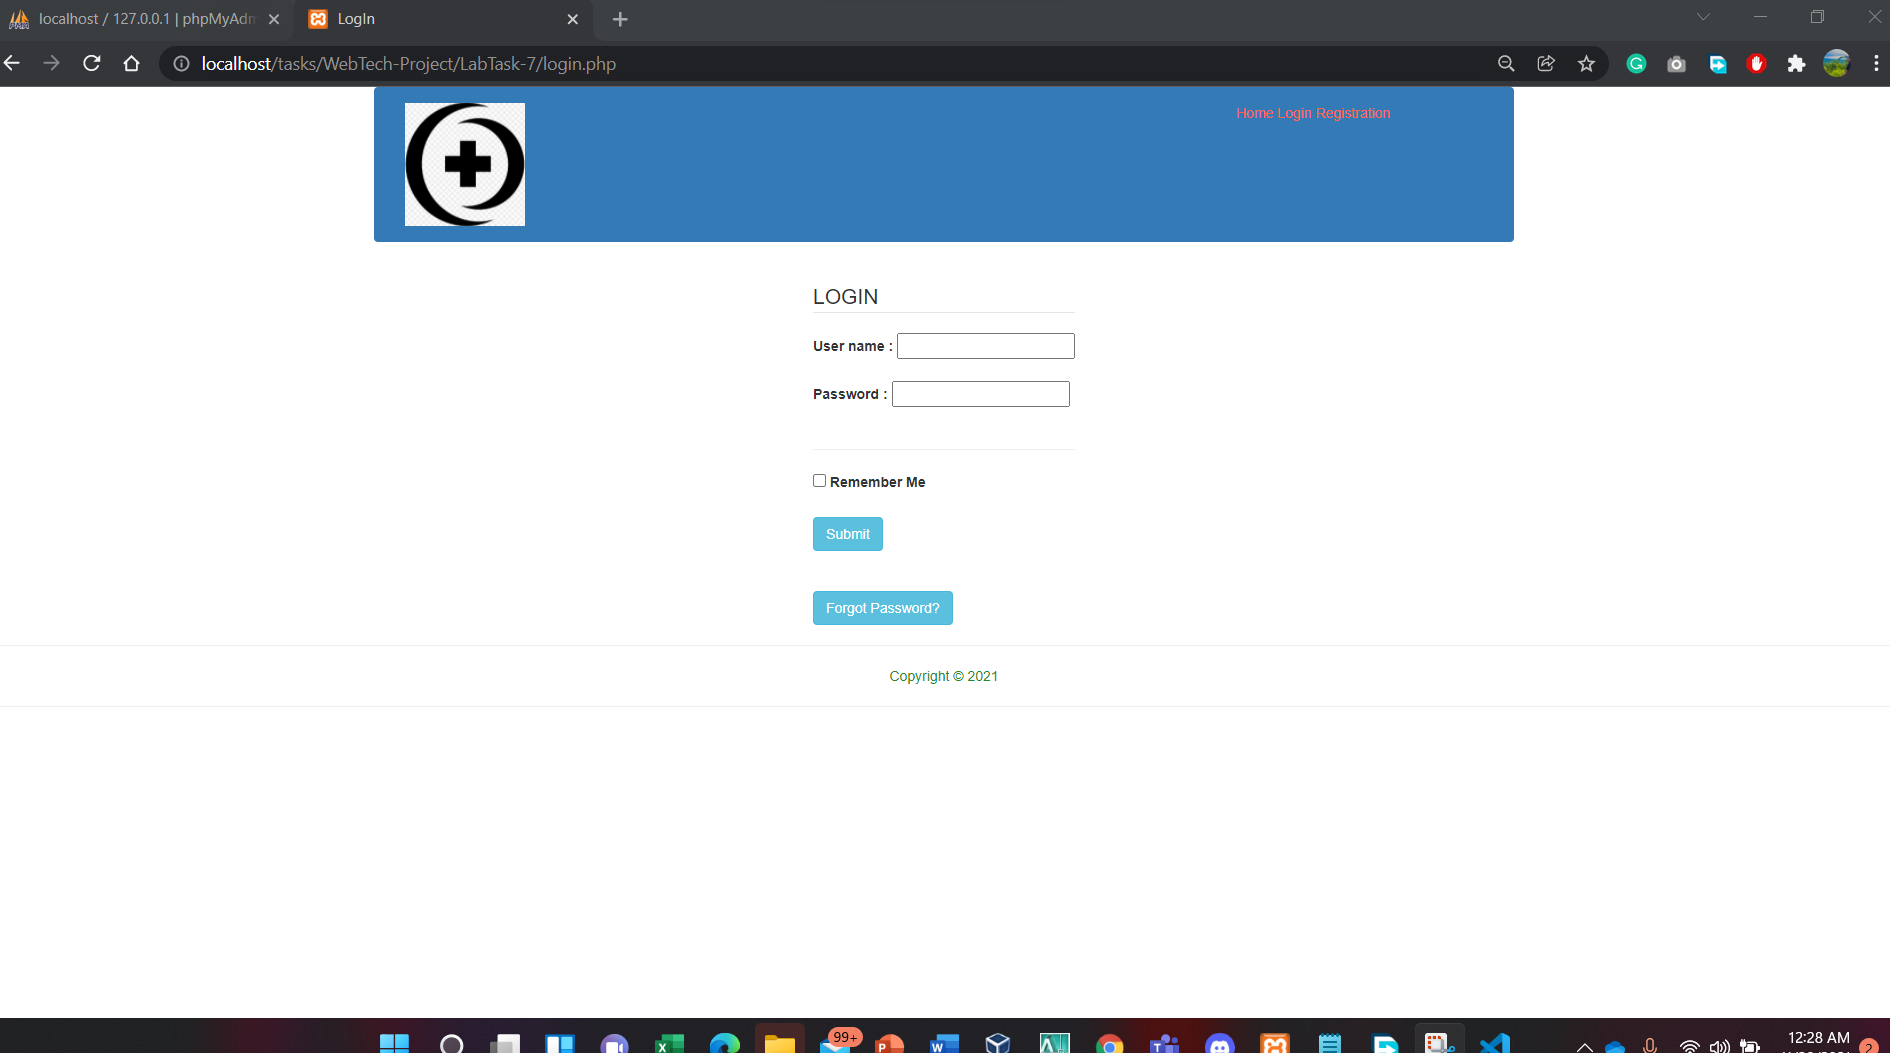 localhost / 127.0.0.1 | phpMyAdm
LogIn
localhost/tasks/WebTech-Project/LabTask-7/login.php
Home Login Registration
LOGIN
User name :
Password :
Remember Me
Submit
Forgot Password?
Copyright © 2021
99+
12:28 AM
2